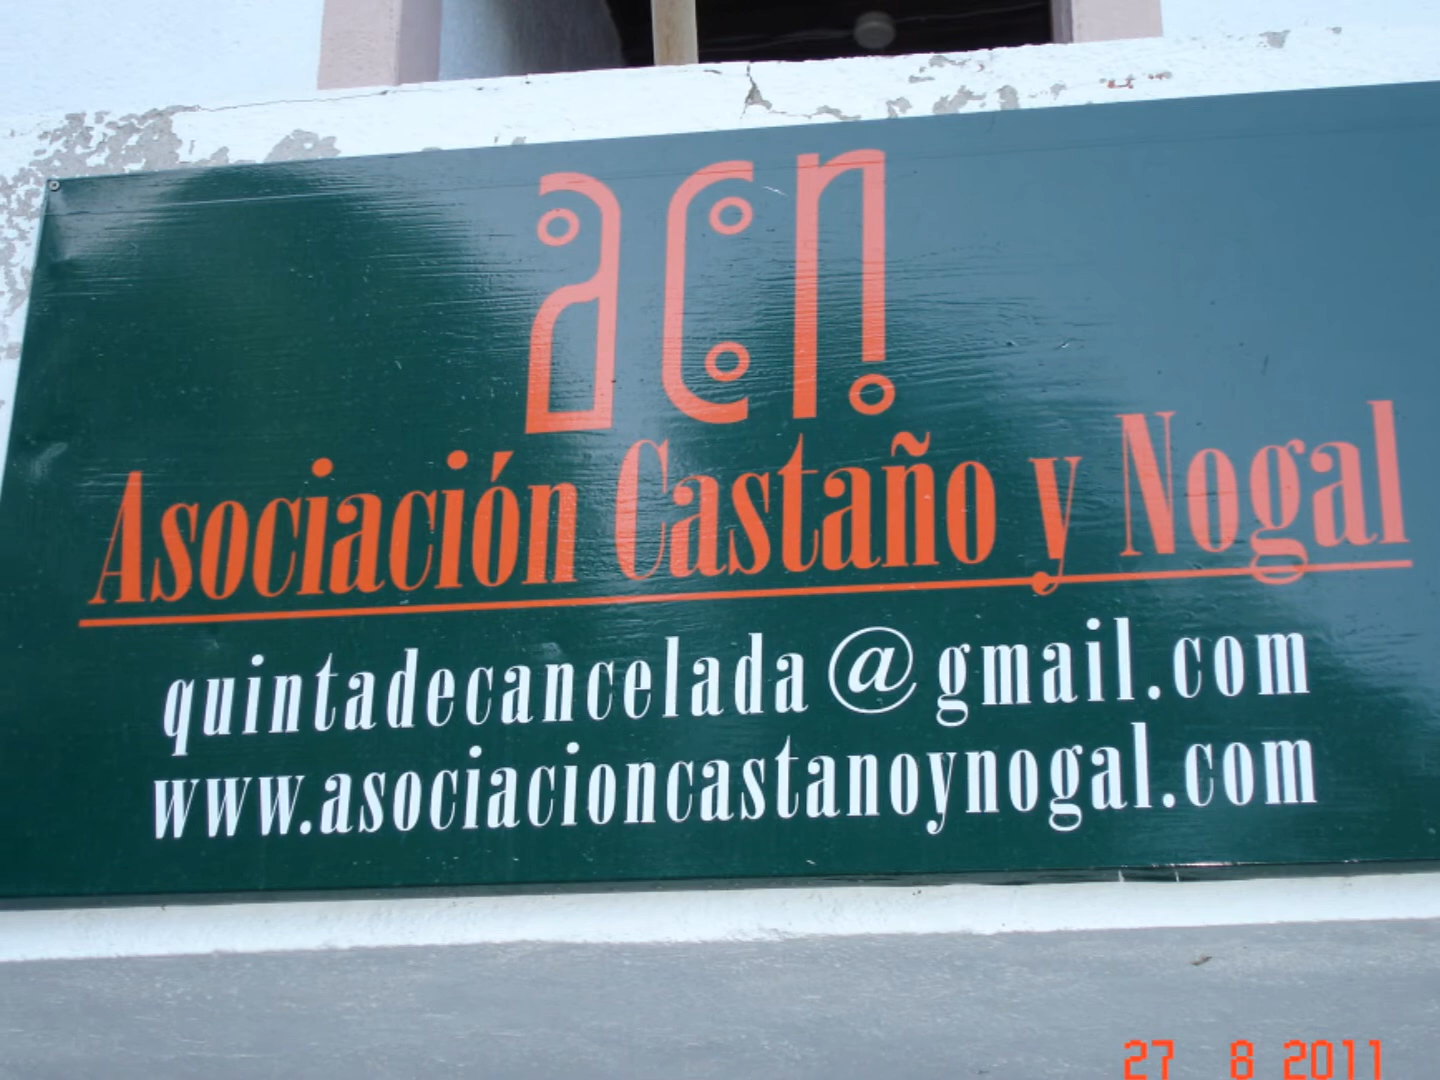 acn
Asociación Castaño y Nogal
quintadecancelada@gmail.com
www.asociacioncastanoynogal.com
27 8 2011